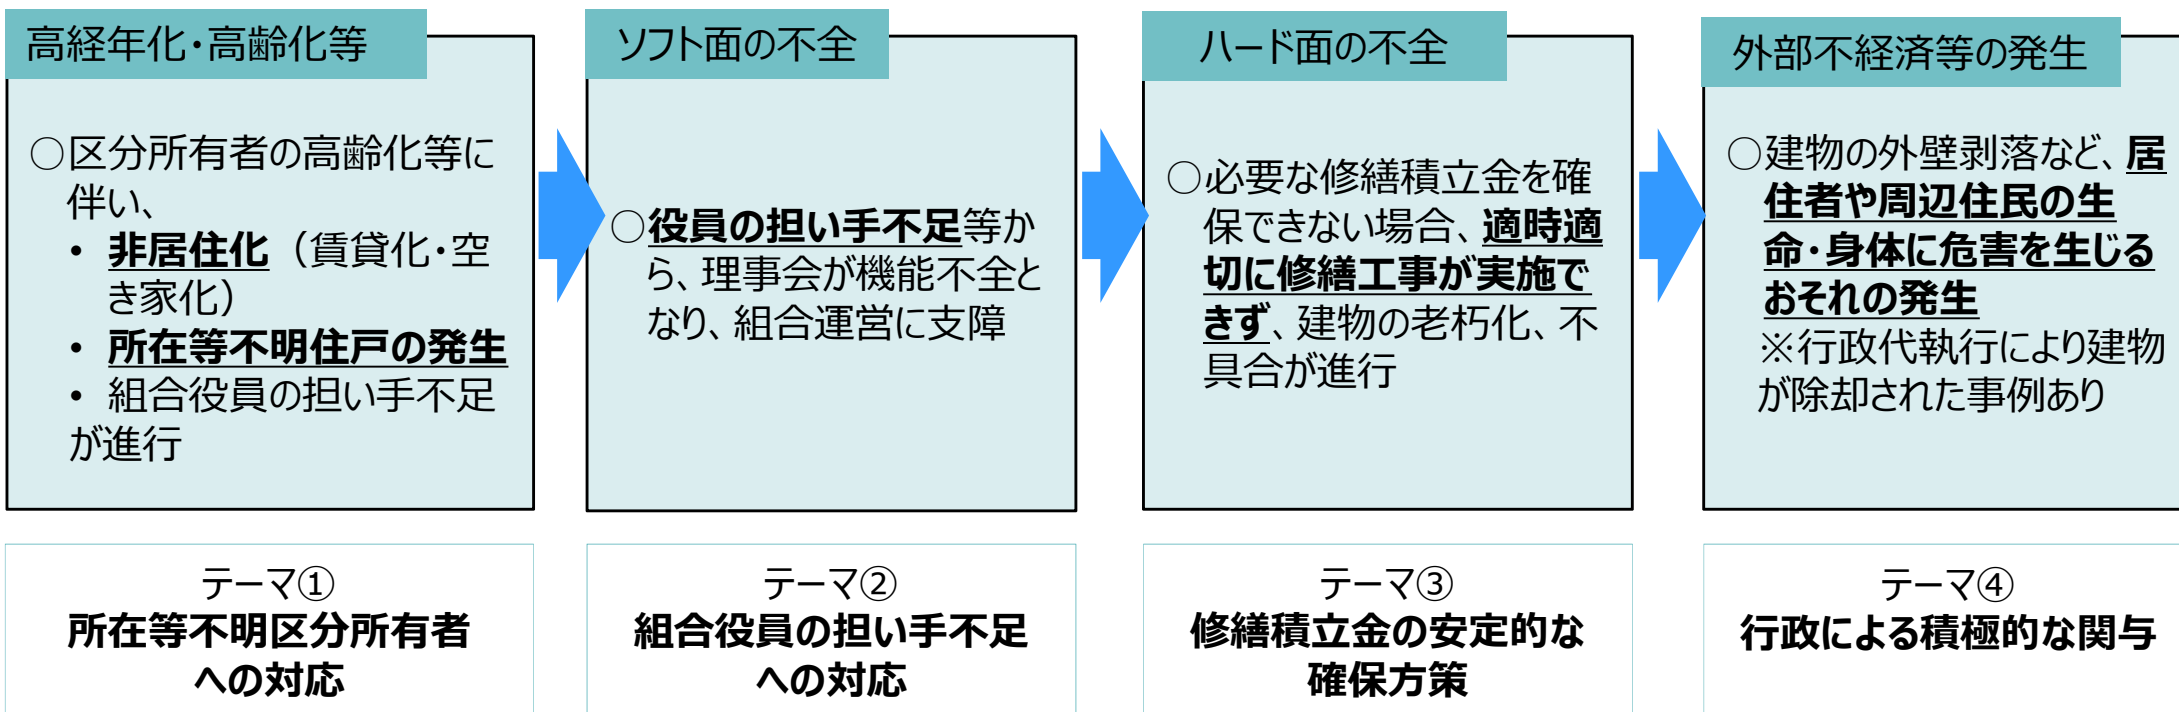 高経年化・高齢化等
○区分所有者の高齢化等に
伴い、
• 非居住化（賃貸化・空
き家化）
• 所在等不明住戸の発生
• 組合役員の担い手不足
が進行
ソフト面の不全
○役員の担い手不足等か
ら、理事会が機能不全と
なり、組合運営に支障
ハード面の不全
○必要な修繕積立金を確
保できない場合、適時適
切に修繕工事が実施で
きず、建物の老朽化、不
具合が進行
外部不経済等の発生
○建物の外壁剥落など、居
住者や周辺住民の生
命・身体に危害を生じる
おそれの発生
※行政代執行により建物
が除却された事例あり
テーマ①
所在等不明区分所有者
への対応
テーマ②
組合役員の担い手不足
への対応
テーマ③
修繕積立金の安定的な
確保方策
テーマ④
行政による積極的な関与